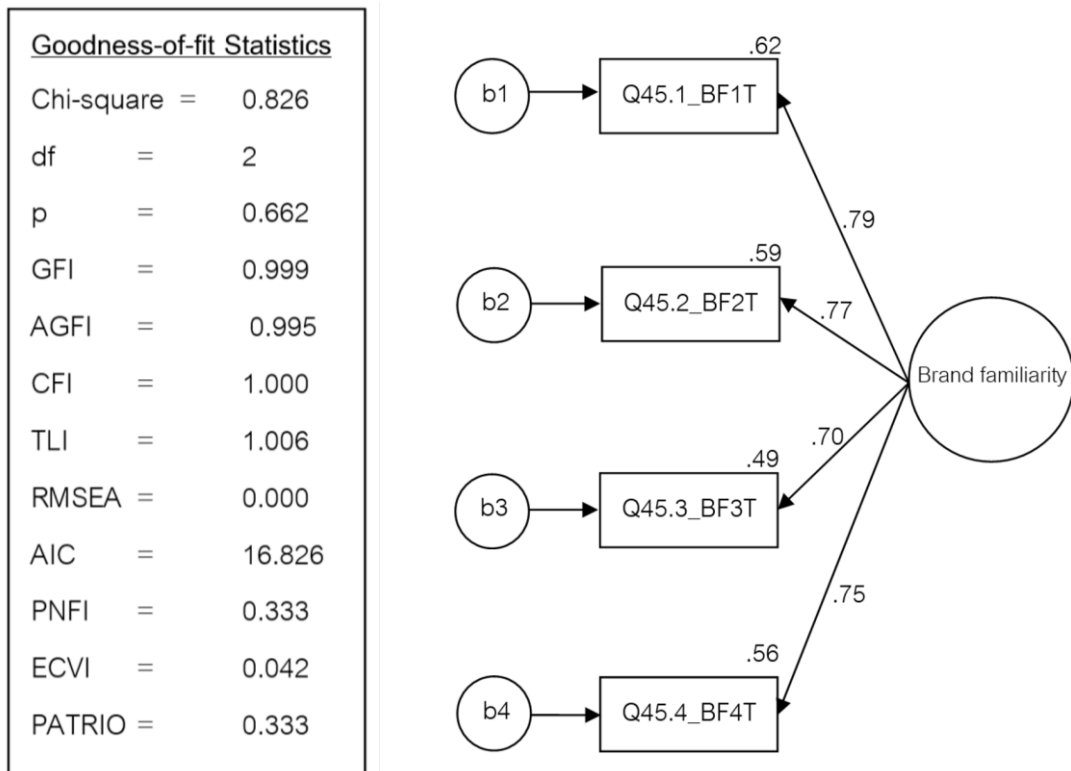 Goodness-of-fit Statistics
Chi-square = 0.826
df = 2
p = 0.662
GFI = 0.999
AGFI = 0.995
CFI = 1.000
TLI = 1.006
RMSEA = 0.000
AIC = 16.826
PNFI = 0.333
ECVI = 0.042
PATRIO = 0.333
.62
b1 Q45.1_BF1T
.79
.59
b2 Q45.2_BF2T
.77
Brand familiarity
.70
.49
b3 Q45.3_BF3T
.75
.56
b4 Q45.4_BF4T